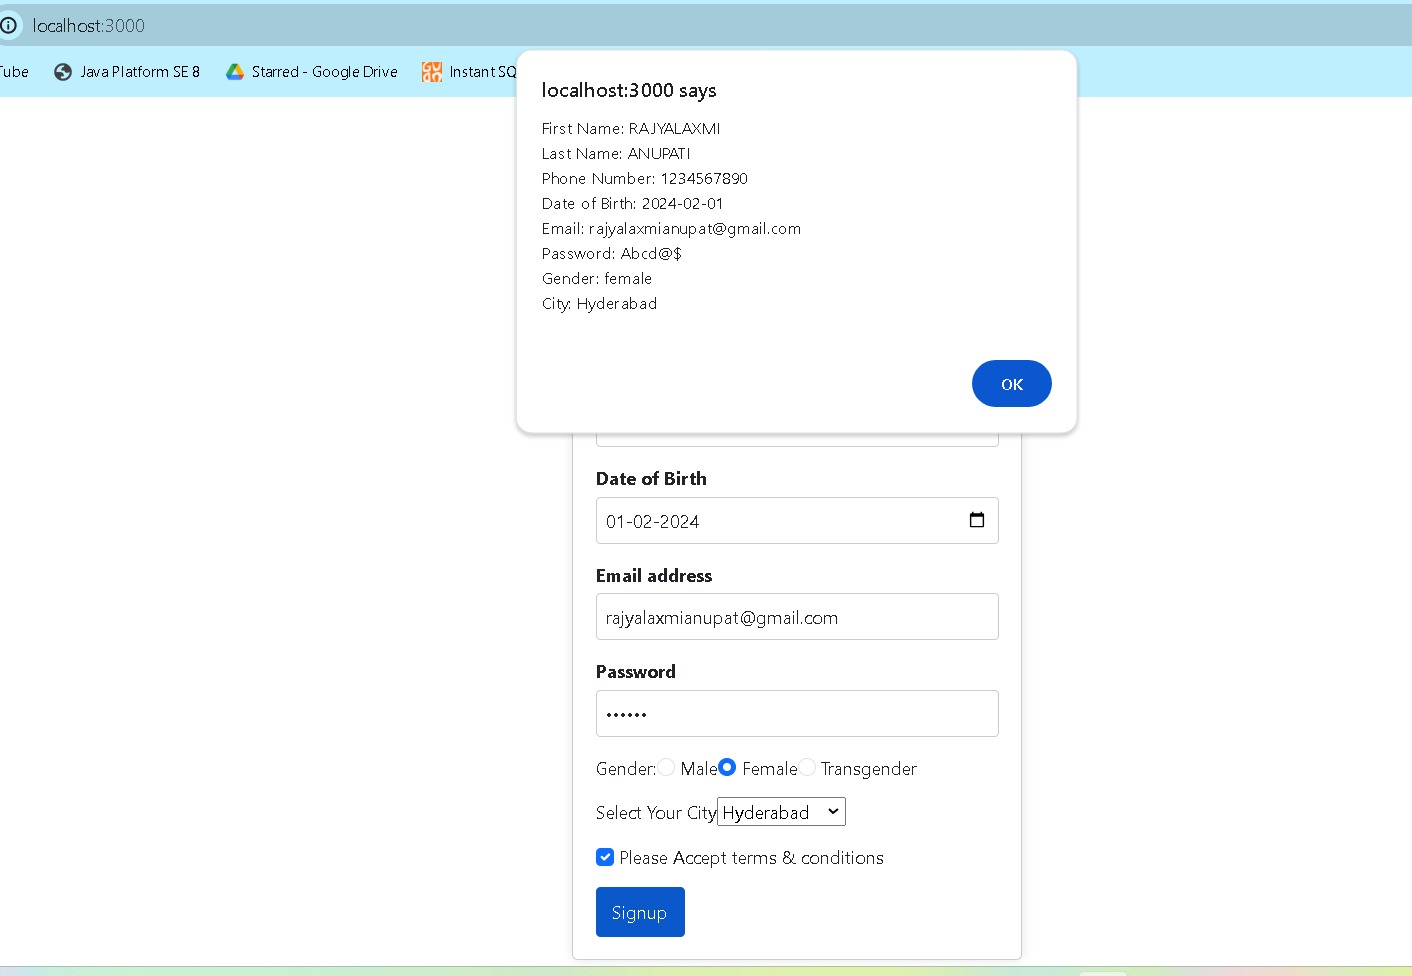 localhost:3000
Tube Java Platform SE 8 Starred - Google Drive Instant SQ
localhost:3000 says
First Name: RAJYALAXMI
Last Name: ANUPATI
Phone Number: 1234567890
Date of Birth: 2024-02-01
Email: rajyalaxmianupat@gmail.com
Password: Abcd@$
Gender: female
City: Hyderabad
OK
Date of Birth
01-02-2024
Email address
rajyalaxmianupat@gmail.com
Password
••••••
Gender: Male Female Transgender
Select Your City Hyderabad
Please Accept terms & conditions
Signup